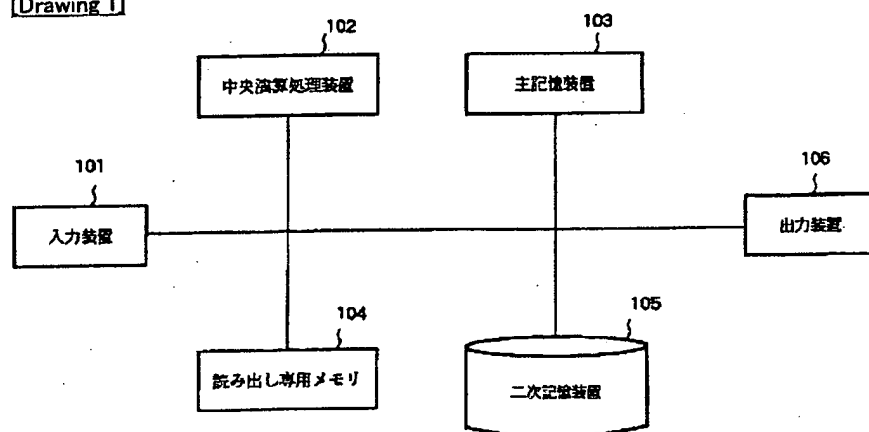 [Drawing 1]
102
中央演算処理装置
103
主記憶装置
101
入力装置
106
出力装置
104
読み出し専用メモリ
105
二次記憶装置